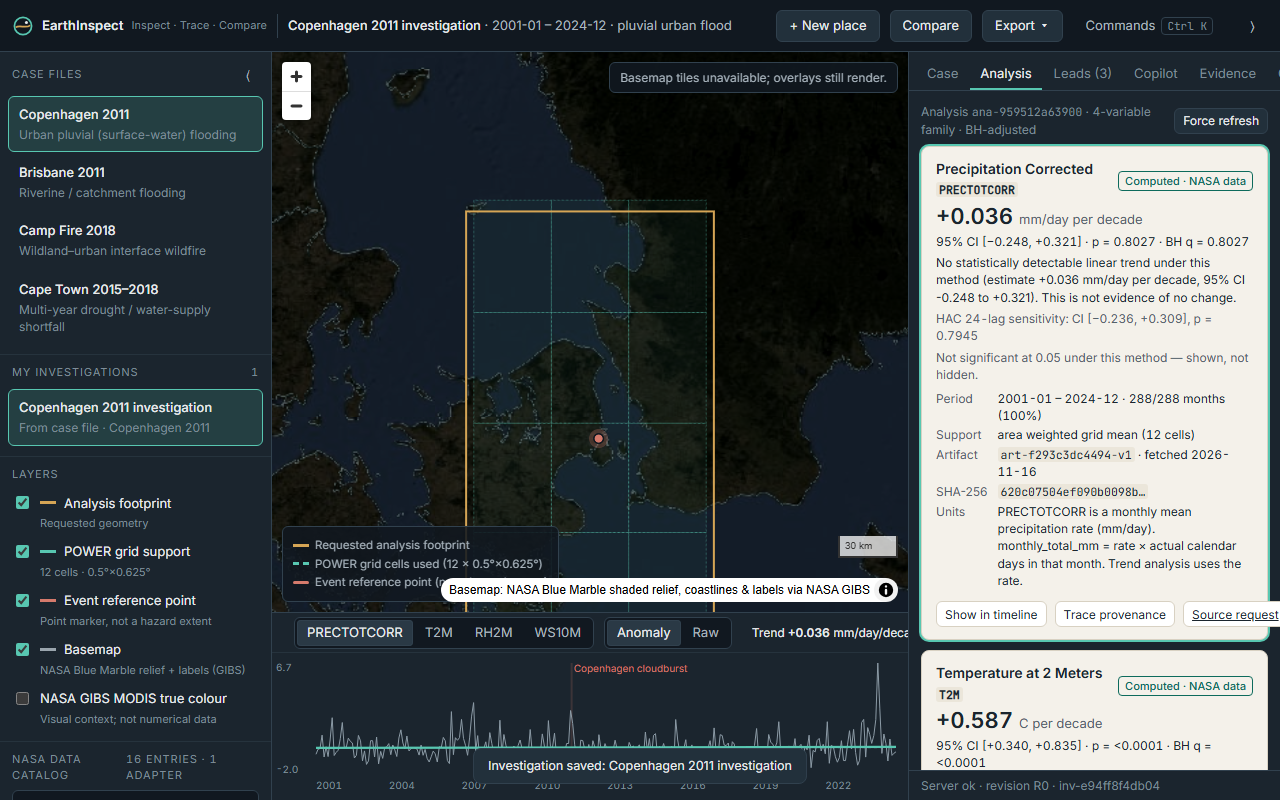 EarthInspect Inspect · Trace · Compare
Copenhagen 2011 investigation · 2001-01 – 2024-12 · pluvial urban flood
+ New place
Compare
Export
Commands Ctrl K
CASE FILES
Copenhagen 2011
Urban pluvial (surface-water) flooding
Brisbane 2011
Riverine / catchment flooding
Camp Fire 2018
Wildland–urban interface wildfire
Cape Town 2015–2018
Multi-year drought / water-supply
shortfall
MY INVESTIGATIONS 1
Copenhagen 2011 investigation
From case file · Copenhagen 2011
LAYERS
Analysis footprint
Requested geometry
POWER grid support
12 cells · 0.5°×0.625°
Event reference point
Point marker, not a hazard extent
Basemap
NASA Blue Marble relief + labels (GIBS)
NASA GIBS MODIS true colour
Visual context; not numerical data
NASA DATA
CATALOG
16 ENTRIES · 1
ADAPTER
+
−
Basemap tiles unavailable; overlays still render.
Requested analysis footprint
POWER grid cells used (12 × 0.5°×0.625°)
Event reference point (n
30 km
Basemap: NASA Blue Marble shaded relief, coastlines & labels via NASA GIBS
PRECTOTCORR
T2M
RH2M
WS10M
Anomaly
Raw
Trend +0.036 mm/day/deca
6.7
Copenhagen cloudburst
-2.0
2001
2004
2007
2010
2013
2016
2019
2022
Investigation saved: Copenhagen 2011 investigation
Case
Analysis
Leads (3)
Copilot
Evidence
Analysis ana-959512a63900 · 4-variable
family · BH-adjusted
Force refresh
Precipitation Corrected
PRECTOTCORR
Computed · NASA data
+0.036 mm/day per decade
95% CI [−0.248, +0.321] · p = 0.8027 · BH q = 0.8027
No statistically detectable linear trend under this
method (estimate +0.036 mm/day per decade, 95% CI
-0.248 to +0.321). This is not evidence of no change.
HAC 24-lag sensitivity: CI [−0.236, +0.309], p =
0.7945
Not significant at 0.05 under this method — shown, not
hidden.
Period 2001-01 – 2024-12 · 288/288 months
(100%)
Support area weighted grid mean (12 cells)
Artifact art-f293c3dc4494-v1 · fetched 2026-
11-16
SHA-256 620c07504ef090b0098b…
Units PRECTOTCORR is a monthly mean
precipitation rate (mm/day).
monthly_total_mm = rate × actual calendar
days in that month. Trend analysis uses the
rate.
Show in timeline
Trace provenance
Source request
Temperature at 2 Meters
T2M
Computed · NASA data
+0.587 C per decade
95% CI [+0.340, +0.835] · p = <0.0001 · BH q =
<0.0001
Server ok · revision R0 · inv-e94ff8f4db04